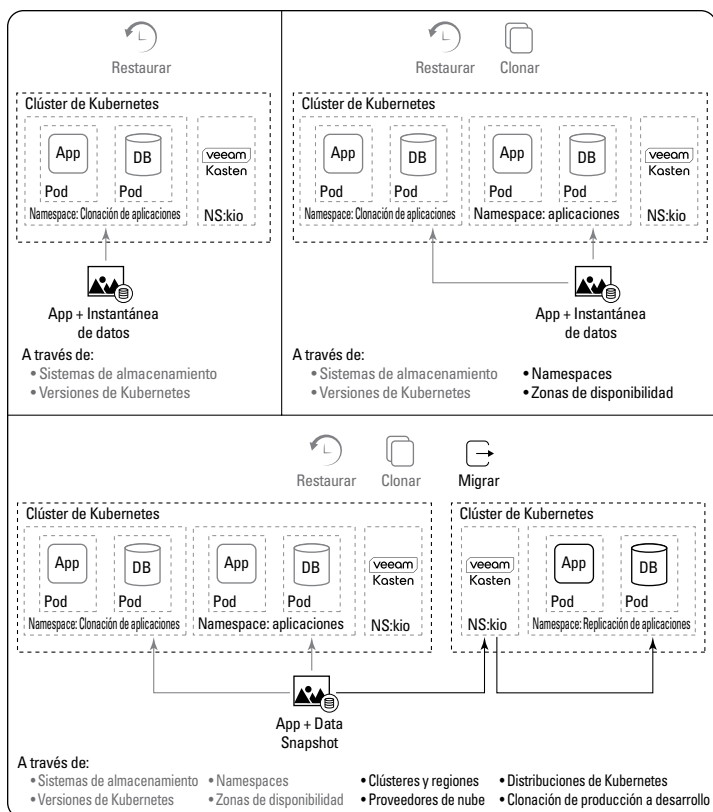 Restaurar
Clúster de Kubernetes
App
DB
Pod
Pod
Namespace: Clonación de aplicaciones
veeam
Kasten
NS:kio
App + Instantánea
de datos
A través de:
• Sistemas de almacenamiento
• Versiones de Kubernetes
Restaurar
Clonar
Clúster de Kubernetes
App
DB
Pod
Pod
Namespace: Clonación de aplicaciones
App
DB
Pod
Pod
Namespace: aplicaciones
veeam
Kasten
NS:kio
App + Instantánea
de datos
A través de:
• Sistemas de almacenamiento
• Versiones de Kubernetes
• Namespaces
• Zonas de disponibilidad
Restaurar
Clonar
Migrar
Clúster de Kubernetes
App
DB
Pod
Pod
Namespace: Clonación de aplicaciones
App
DB
Pod
Pod
Namespace: aplicaciones
veeam
Kasten
NS:kio
Clúster de Kubernetes
veeam
Kasten
NS:kio
App
DB
Pod
Pod
Namespace: Replicación de aplicaciones
App + Data
Snapshot
A través de:
• Sistemas de almacenamiento
• Versiones de Kubernetes
• Namespaces
• Zonas de disponibilidad
• Clústeres y regiones
• Proveedores de nube
• Distribuciones de Kubernetes
• Clonación de producción a desarrollo